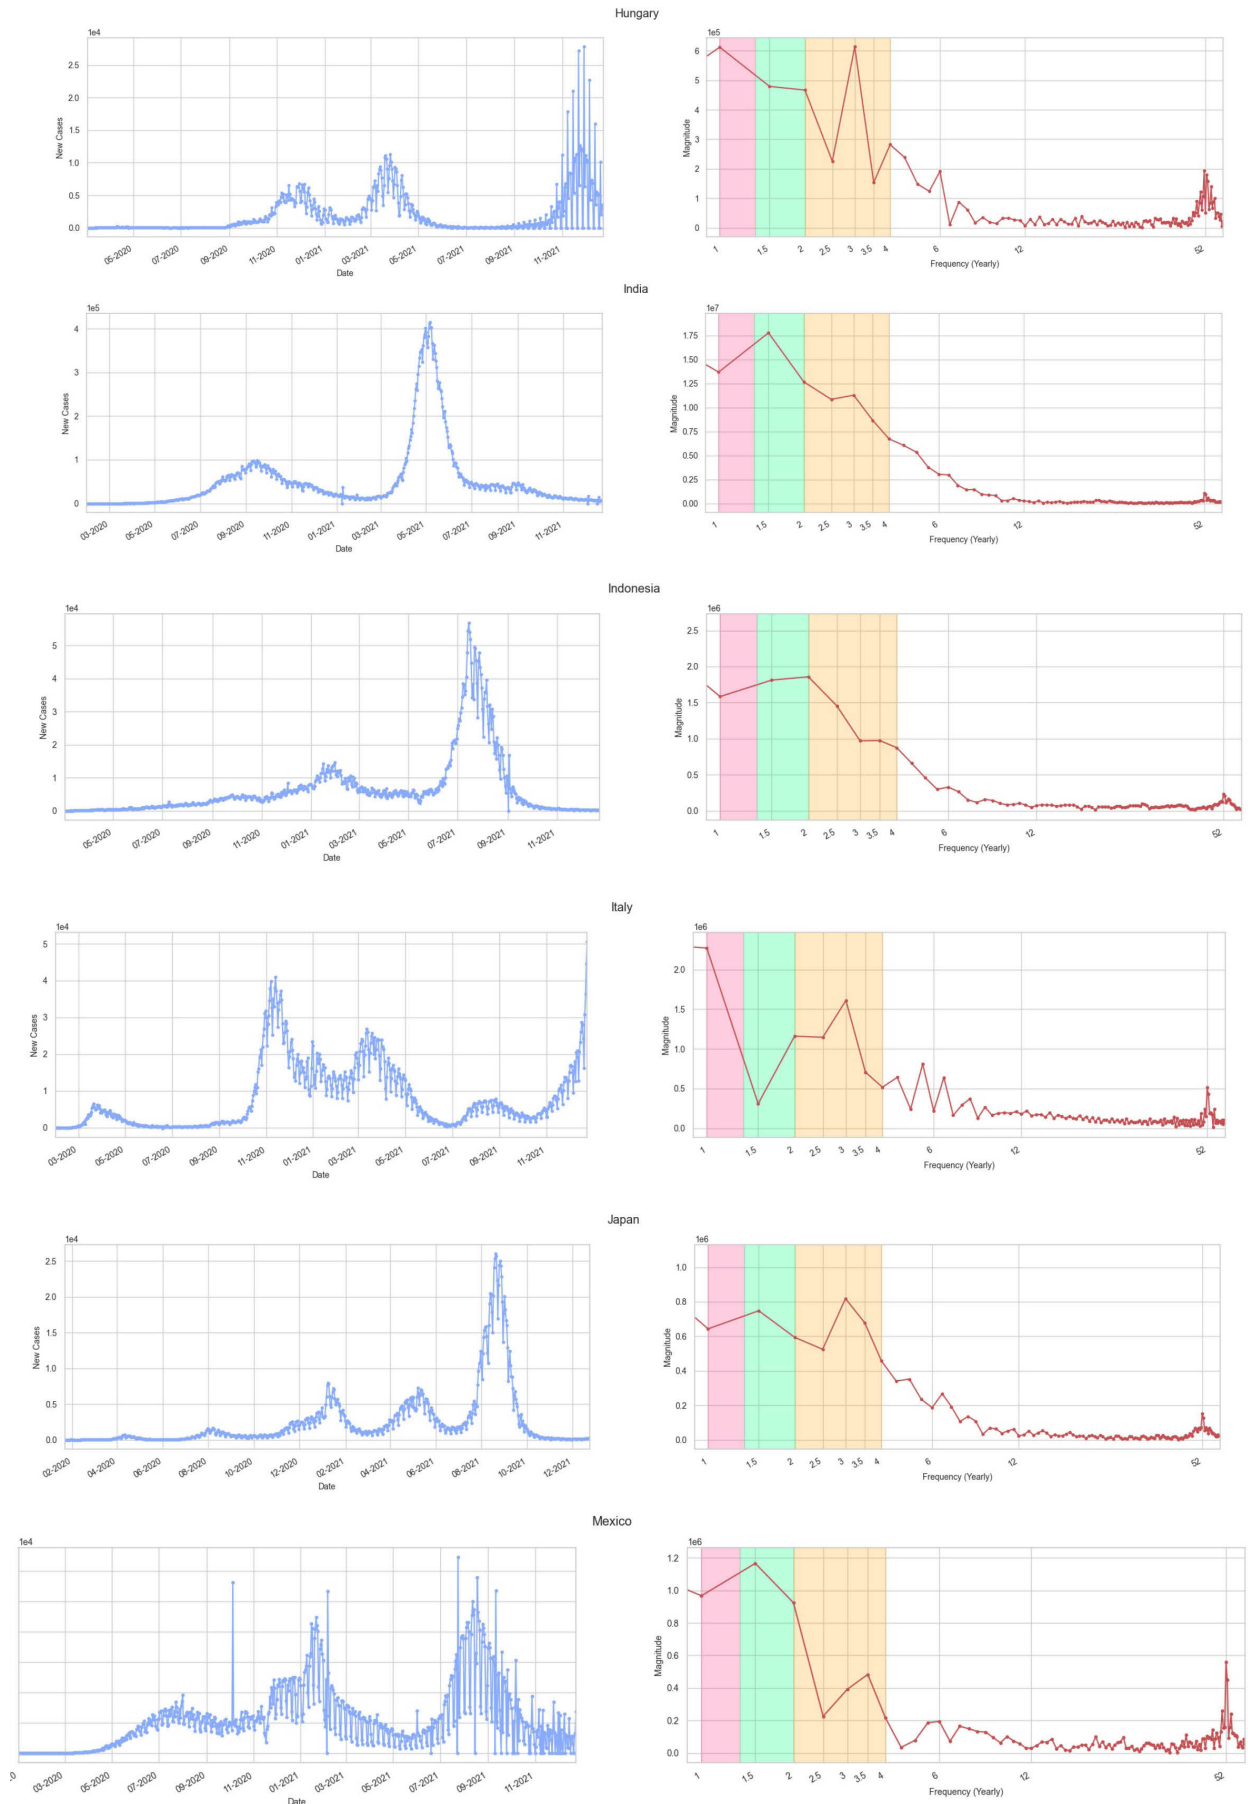 Hungary
1e4
2.5
2.0
1.5
1.0
0.5
0.0
New Cases
05-2020 07-2020 09-2020 11-2020 01-2021 03-2021 05-2021 07-2021 09-2021 11-2021
Date
1e5
6
5
4
3
2
1
0
Magnitude
1 1.5 2 2.5 3 3.5 4 6 12 52
Frequency (Yearly)
India
1e5
4
3
2
1
0
New Cases
03-2020 05-2020 07-2020 09-2020 11-2020 01-2021 03-2021 05-2021 07-2021 09-2021 11-2021
Date
1e7
1.75
1.50
1.25
1.00
0.75
0.50
0.25
0.00
Magnitude
1 1.5 2 2.5 3 3.5 4 6 12 52
Frequency (Yearly)
Indonesia
1e4
5
4
3
2
1
0
New Cases
05-2020 07-2020 09-2020 11-2020 01-2021 03-2021 05-2021 07-2021 09-2021 11-2021
Date
1e6
2.5
2.0
1.5
1.0
0.5
0.0
Magnitude
1 1.5 2 2.5 3 3.5 4 6 12 52
Frequency (Yearly)
Italy
1e4
5
4
3
2
1
0
New Cases
03-2020 05-2020 07-2020 09-2020 11-2020 01-2021 03-2021 05-2021 07-2021 09-2021 11-2021
Date
1e6
2.0
1.5
1.0
0.5
0.0
Magnitude
1 1.5 2 2.5 3 3.5 4 6 12 52
Frequency (Yearly)
Japan
1e4
2.5
2.0
1.5
1.0
0.5
0.0
New Cases
02-2020 04-2020 06-2020 08-2020 10-2020 12-2020 02-2021 04-2021 06-2021 08-2021 10-2021 12-2021
Date
1e6
1.0
0.8
0.6
0.4
0.2
0.0
Magnitude
1 1.5 2 2.5 3 3.5 4 6 12 52
Frequency (Yearly)
Mexico
1e4
03-2020 05-2020 07-2020 09-2020 11-2020 01-2021 03-2021 05-2021 07-2021 09-2021 11-2021
Date
1e6
1.2
1.0
0.8
0.6
0.4
0.2
0.0
Magnitude
1 1.5 2 2.5 3 3.5 4 6 12 52
Frequency (Yearly)